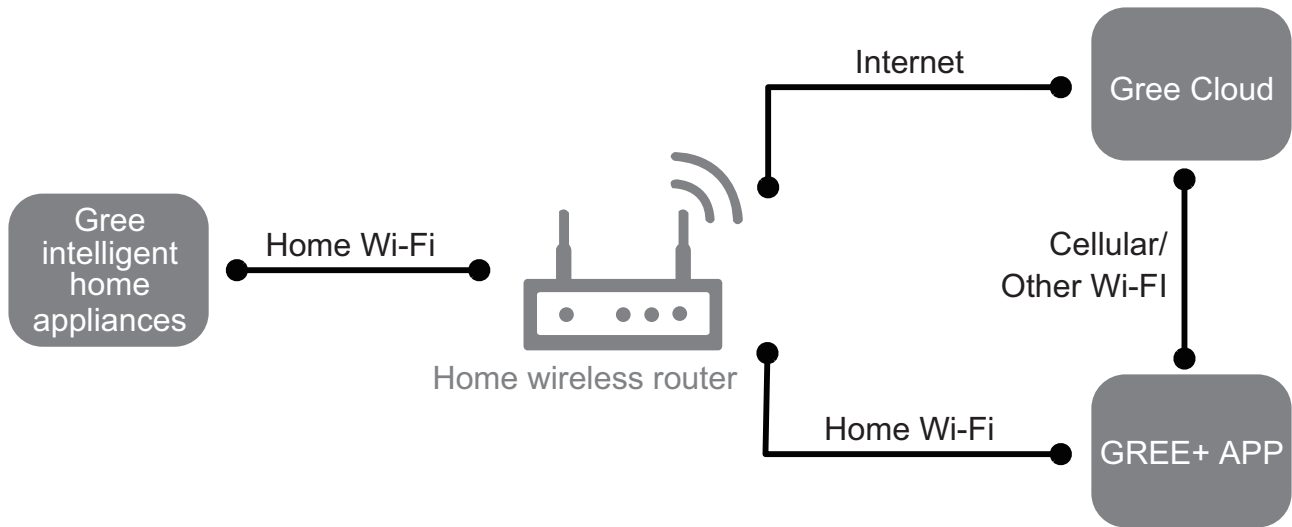 Internet
Gree Cloud
Gree
intelligent
home
appliances
Home Wi-Fi
Cellular/
Other Wi-FI
Home wireless router
Home Wi-Fi
GREE+ APP